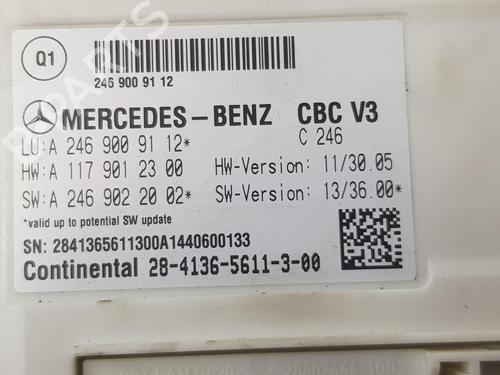 Q1
246 900 91 12
MERCEDES-BENZ CBC V3
C 246
LU: A 246 900 91 12*
HW: A 117 901 23 00 HW-Version: 11/30.05
SW: A 246 902 20 02* SW-Version: 13/36.00*
*valid up to potential SW update
SN: 2841365611300A1440600133
Continental 28-4136-5611-3-00